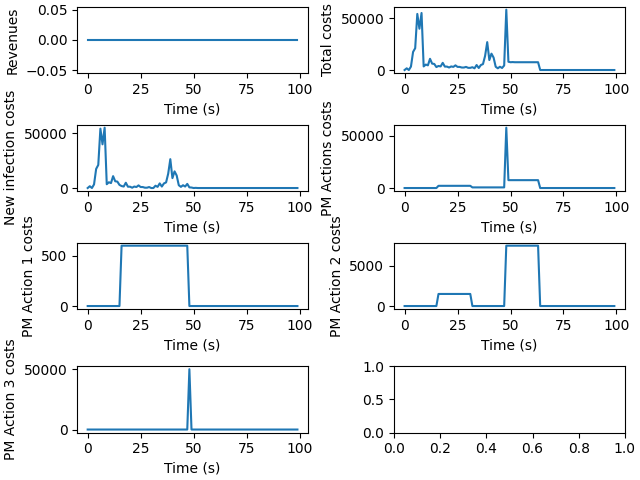 Revenues
0.05
0.00
−0.05
0 25 50 75 100
Time (s)
Total costs
50000
0
0 25 50 75 100
Time (s)
New infection costs
50000
0
0 25 50 75 100
Time (s)
PM Actions costs
50000
0
0 25 50 75 100
Time (s)
PM Action 1 costs
500
0
0 25 50 75 100
Time (s)
PM Action 2 costs
5000
0
0 25 50 75 100
Time (s)
PM Action 3 costs
50000
0
0 25 50 75 100
Time (s)
1.0
0.5
0.0
0.0 0.2 0.4 0.6 0.8 1.0